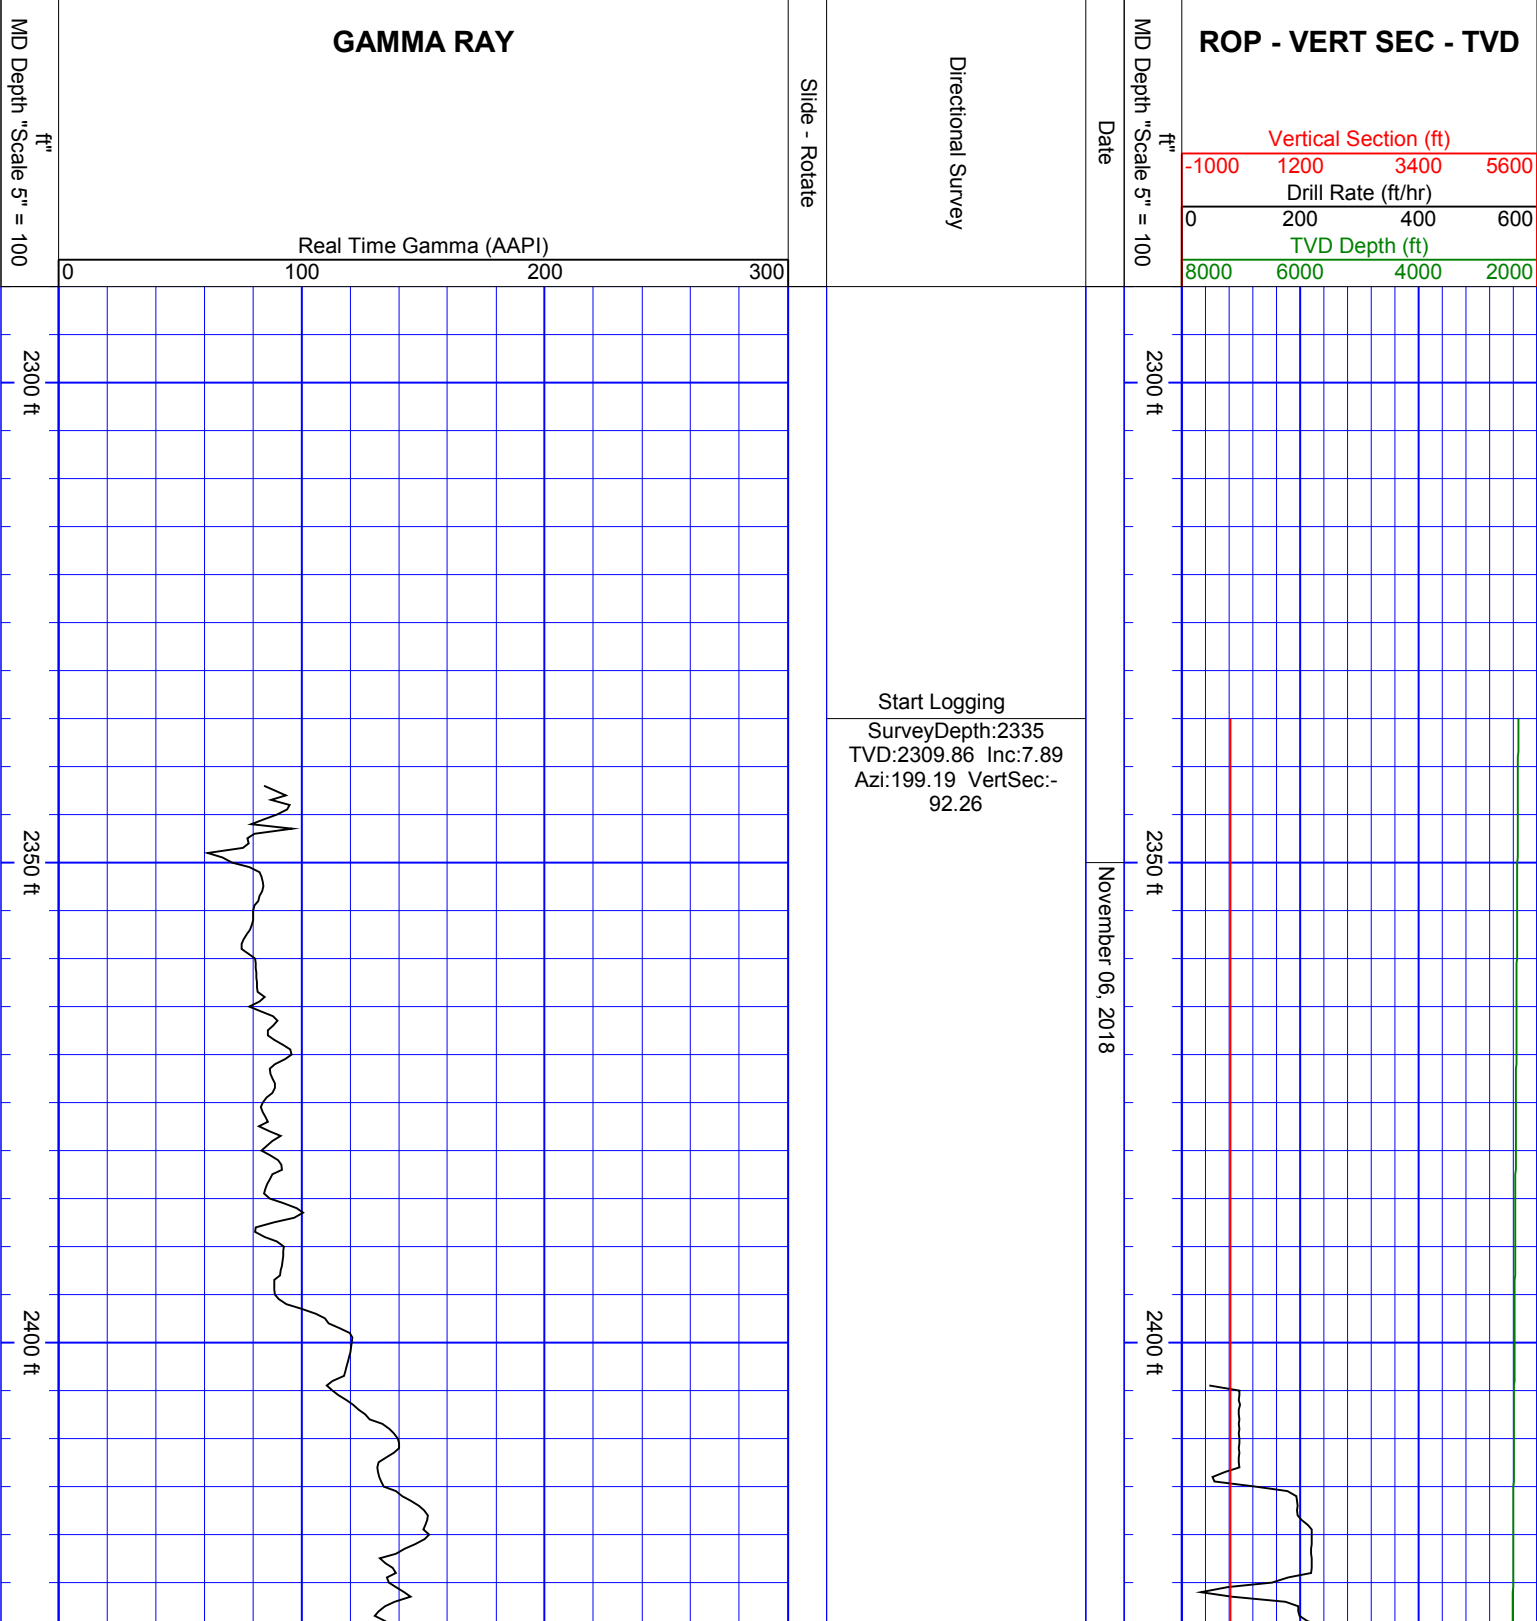 MD Depth "Scale 5" = 100
ft"
GAMMA RAY
Real Time Gamma (AAPI)
0 100 200 300
Slide - Rotate
Directional Survey
Date
MD Depth "Scale 5" = 100
ft"
ROP - VERT SEC - TVD
Vertical Section (ft)
-1000 1200 3400 5600
Drill Rate (ft/hr)
0 200 400 600
TVD Depth (ft)
8000 6000 4000 2000
2300 ft
2300 ft
Start Logging
SurveyDepth:2335
TVD:2309.86 Inc:7.89
Azi:199.19 VertSec:-
92.26
2350 ft
November 06, 2018
2350 ft
2400 ft
2400 ft